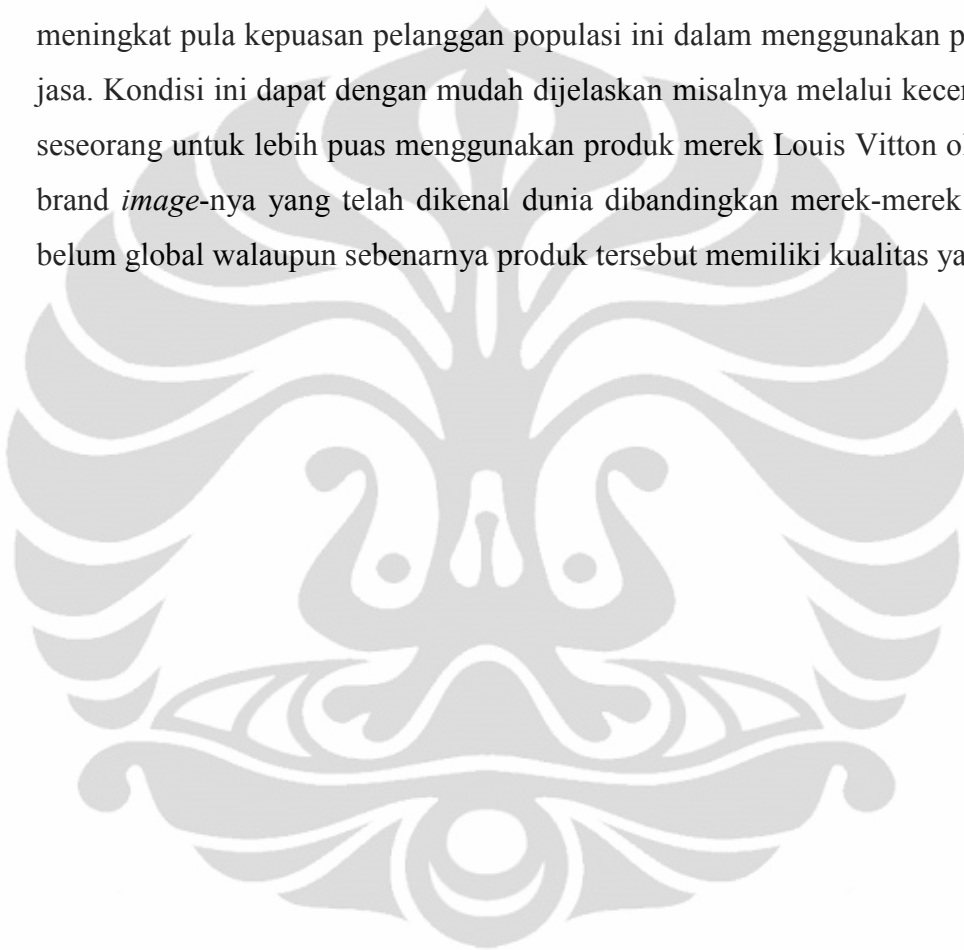 meningkat pula kepuasan pelanggan populasi ini dalam menggunakan
jasa. Kondisi ini dapat dengan mudah dijelaskan misalnya melalui
seseorang untuk lebih puas menggunakan produk merek Louis Vitton
brand image-nya yang telah dikenal dunia dibandingkan merek-merek
belum global walaupun sebenarnya produk tersebut memiliki kualitas